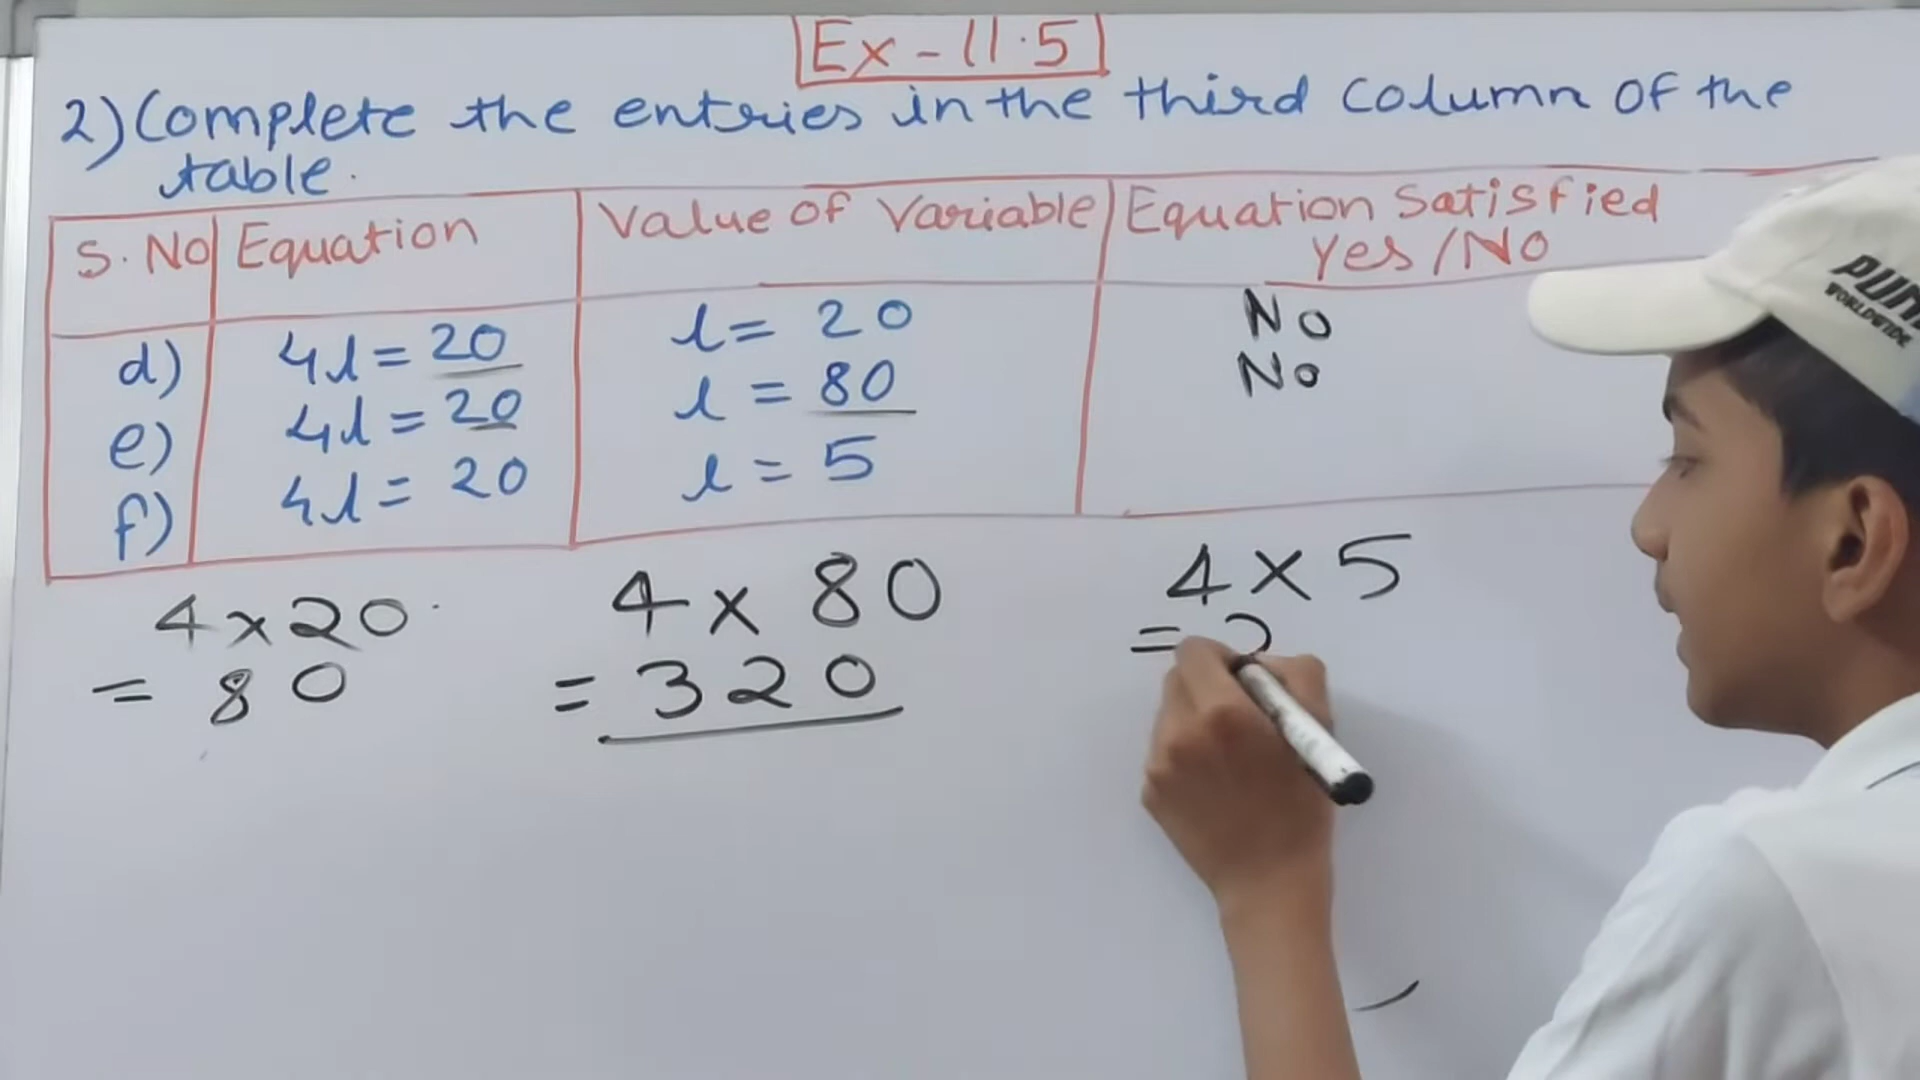 Ex-11.5
2) Complete the entries in the third column of the
table.
S. No Equation Value of Variable Equation Satisfied
Yes/No
d) 4l = 20 l = 20 No
e) 4l = 20 l = 80 No
f) 4l = 20 l = 5
4 x 20 4 x 80 4 x 5
= 80 = 320 = 2
WORLDWIDE